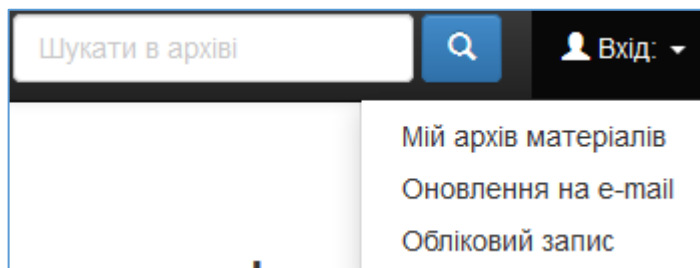 Шукати в архіві
Вхід:
Мій архів матеріалів
Оновлення на e-mail
Обліковий запис